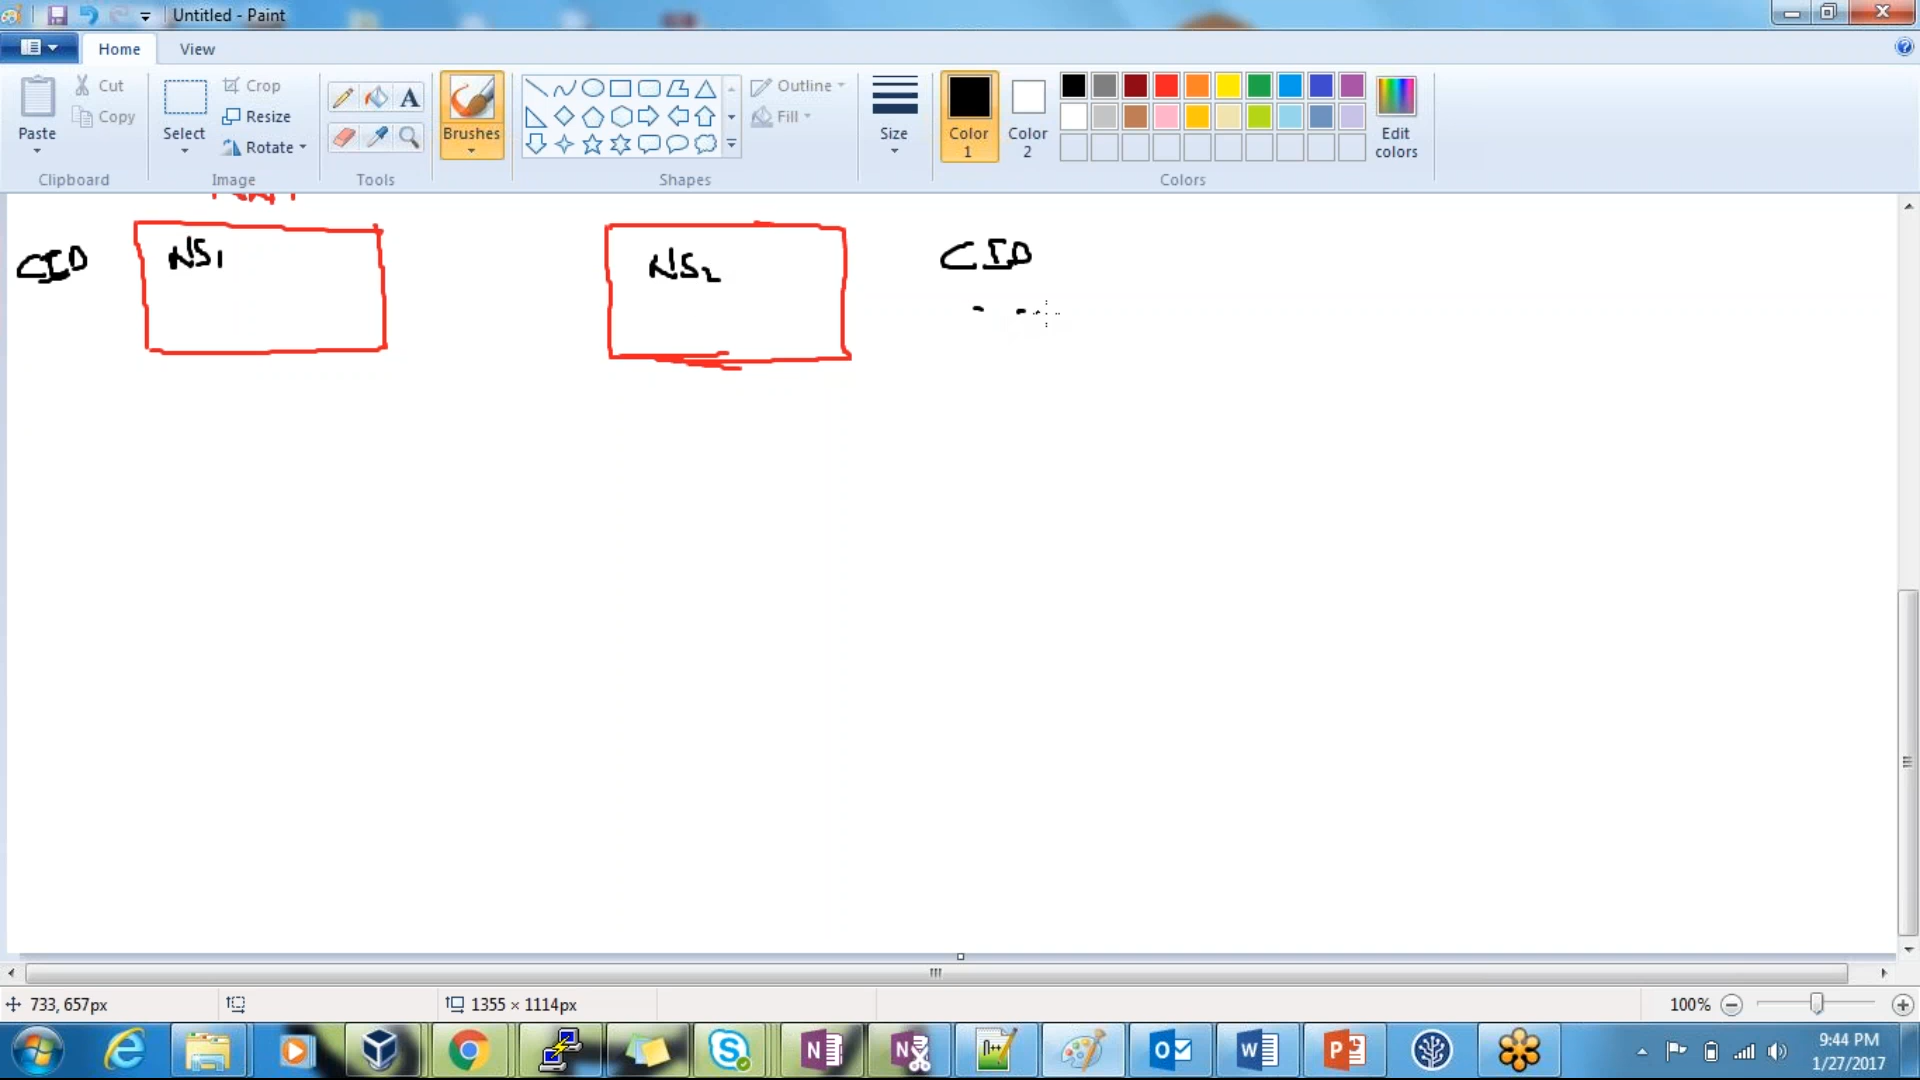 Untitled - Paint
Home View
Paste
Cut
Copy
Clipboard
Select
Crop
Resize
Rotate
Image
A
Tools
Brushes
Shapes
Outline
Fill
Size
Color 1
Color 2
Edit colors
Colors
CID
NS1
NS2
CID
733, 657px
1355 × 1114px
100%
9:44 PM
1/27/2017